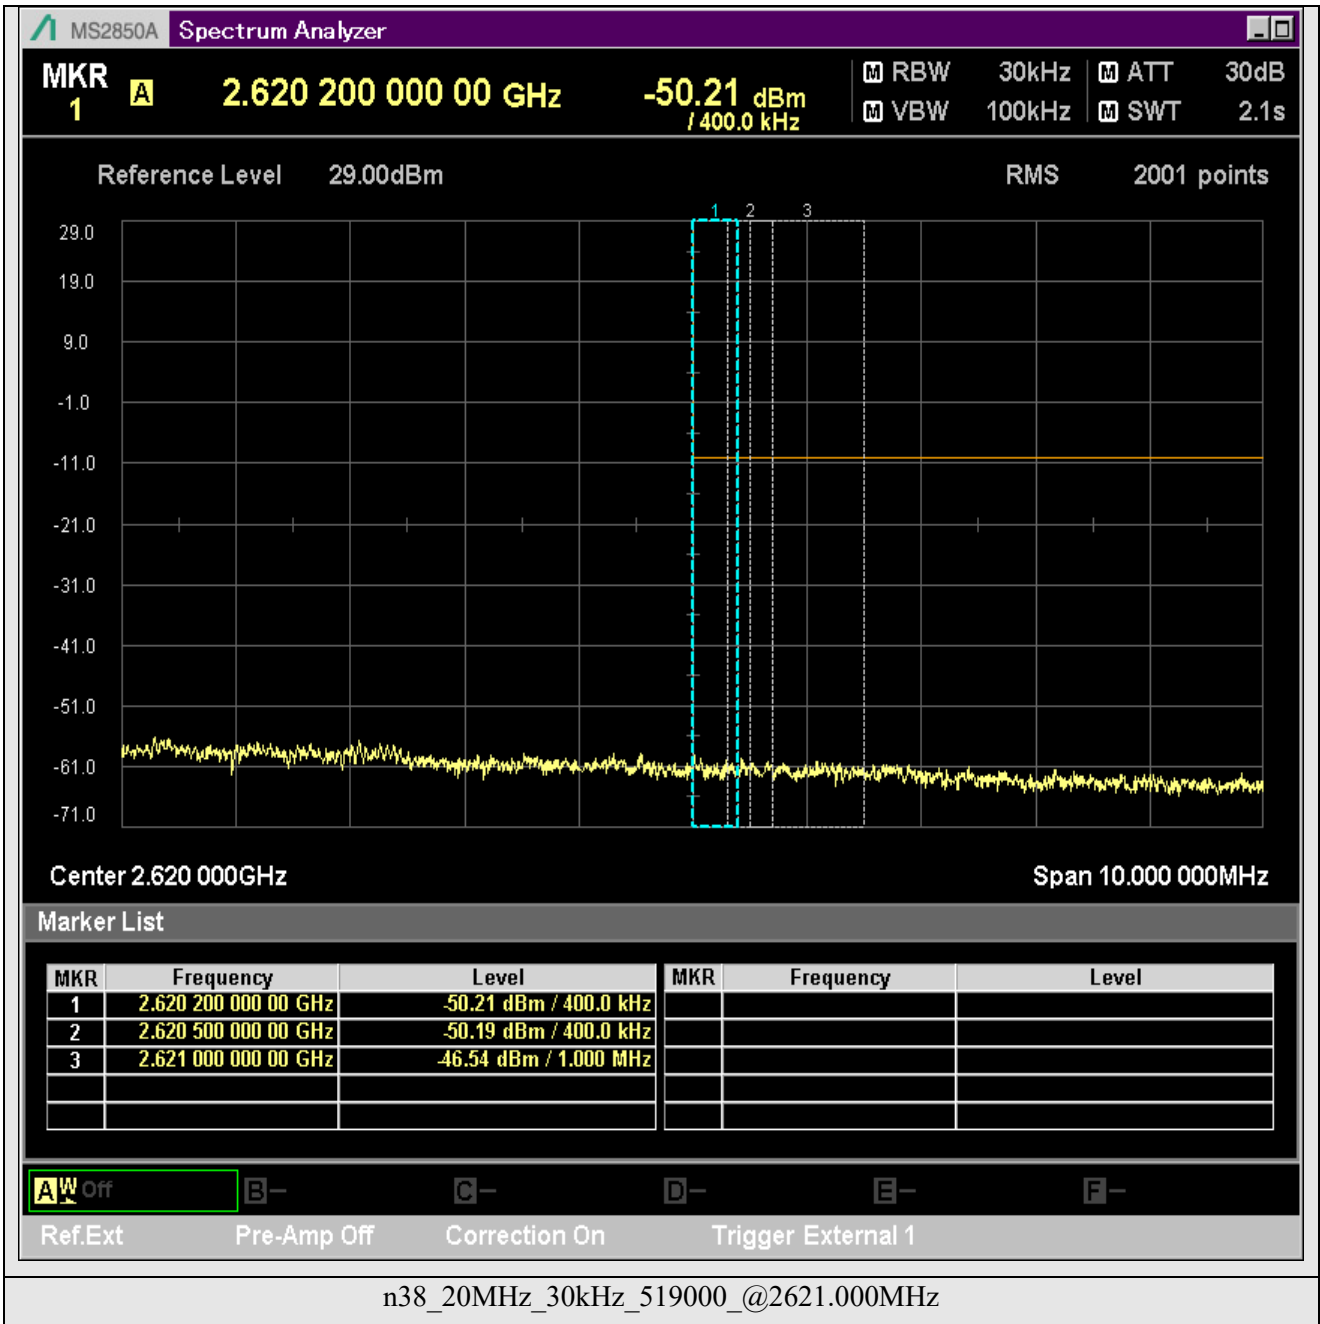 MS2850A Spectrum Analyzer
MKR 1 A 2.620 200 000 00 GHz -50.21 dBm / 400.0 kHz
M RBW 30kHz M ATT 30dB
M VBW 100kHz M SWT 2.1s
Reference Level 29.00dBm RMS 2001 points
1 2 3
29.0
19.0
9.0
-1.0
-11.0
-21.0
-31.0
-41.0
-51.0
-61.0
-71.0
Center 2.620 000GHz Span 10.000 000MHz
Marker List
MKR Frequency Level MKR Frequency Level
1 2.620 200 000 00 GHz -50.21 dBm / 400.0 kHz
2 2.620 500 000 00 GHz -50.19 dBm / 400.0 kHz
3 2.621 000 000 00 GHz -46.54 dBm / 1.000 MHz
A W Off B - C - D - E - F -
Ref.Ext Pre-Amp Off Correction On Trigger External 1
n38_20MHz_30kHz_519000_@2621.000MHz